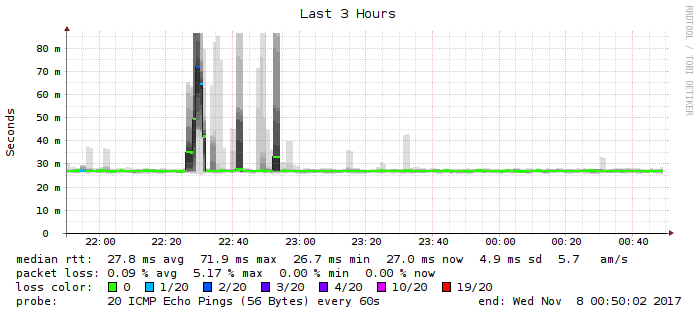 Last 3 Hours
RRDTOOL / TOBI OETIKER
Seconds
80 m
70 m
60 m
50 m
40 m
30 m
20 m
10 m
0
22:00 22:20 22:40 23:00 23:20 23:40 00:00 00:20 00:40
median rtt: 27.8 ms avg 71.9 ms max 26.7 ms min 27.0 ms now 4.9 ms sd 5.7 am/s
packet loss: 0.09 % avg 5.17 % max 0.00 % min 0.00 % now
loss color: 0 1/20 2/20 3/20 4/20 10/20 19/20
probe: 20 ICMP Echo Pings (56 Bytes) every 60s end: Wed Nov 8 00:50:02 2017